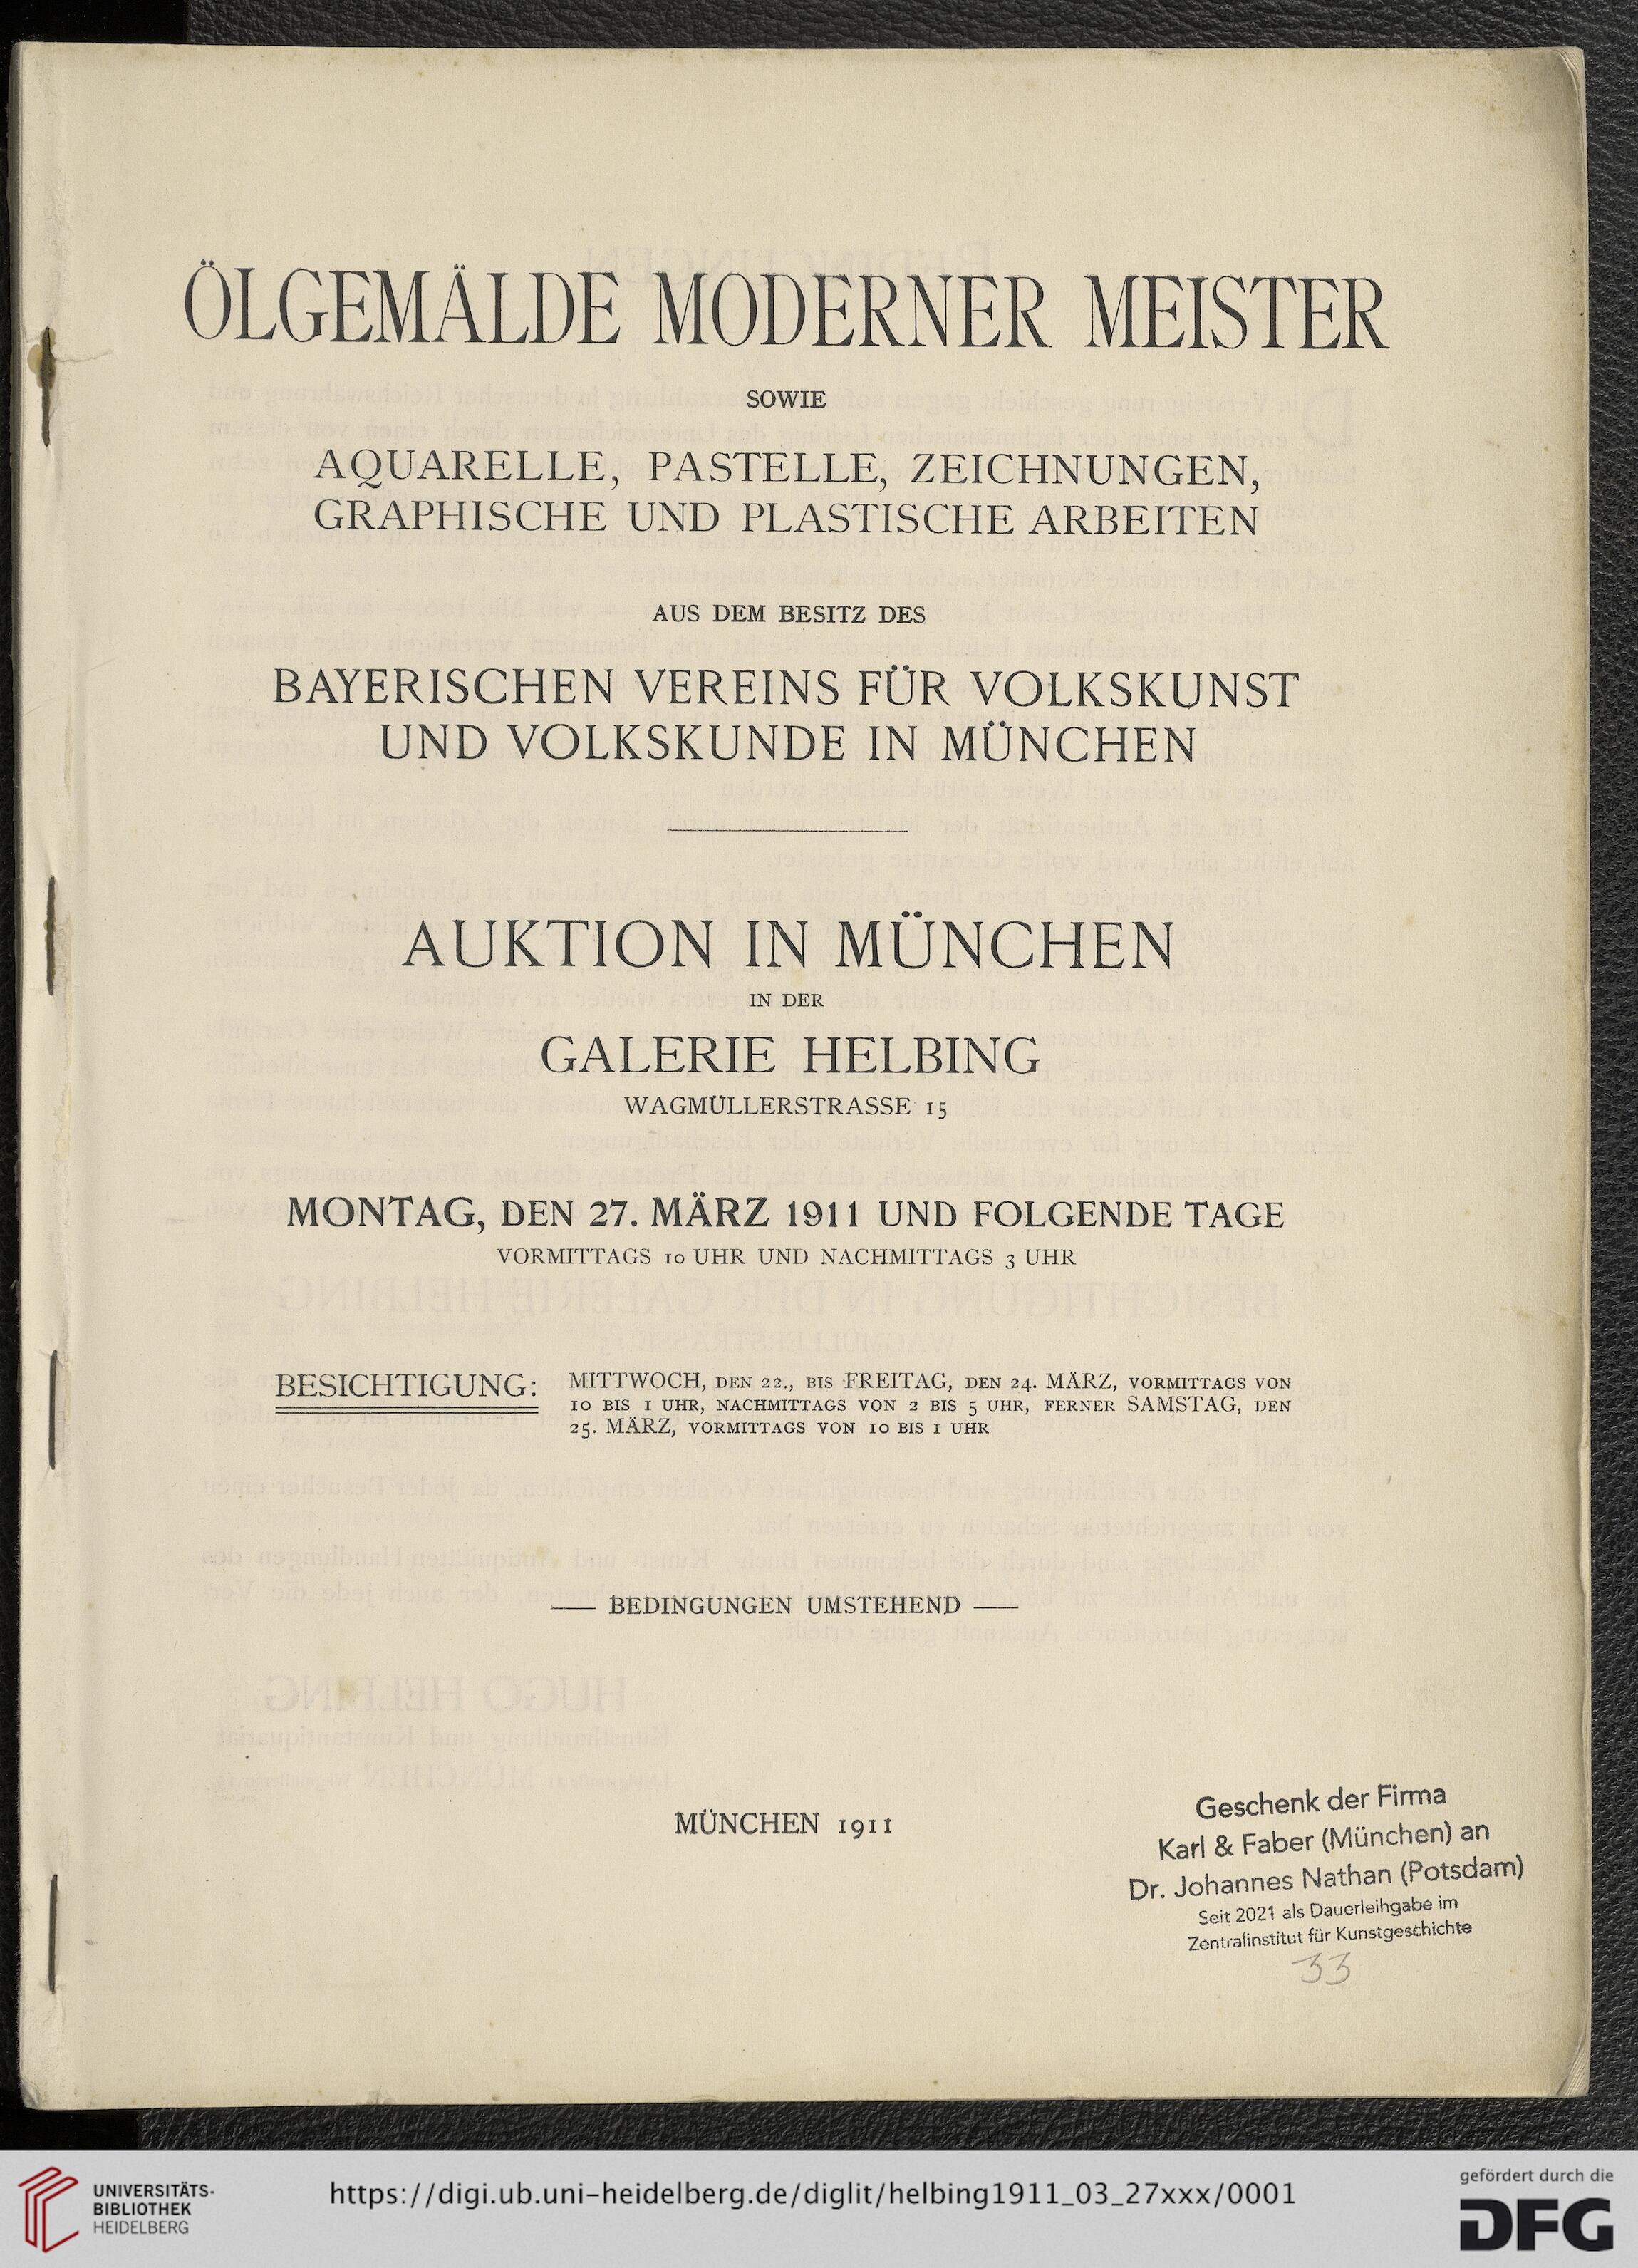 ÖLGEMÄLDE MODERNER MEISTER
SOWIE
AQUARELLE, PASTELLE, ZEICHNUNGEN,
GRAPHISCHE UND PLASTISCHE ARBEITEN
AUS DEM BESITZ DES
BAYERISCHEN VEREINS FÜR VOLKSKUNST
UND VOLKSKUNDE IN MÜNCHEN
AUKTION IN MÜNCHEN
IN DER
GALERIE HELBING
WAGMÜLLERSTRASSE 15
MONTAG, DEN 27. MÄRZ 1911 UND FOLGENDE TAGE
VORMITTAGS 10 UHR UND NACHMITTAGS 3 UHR
BESICHTIGUNG: MITTWOCH, DEN 22., BIS FREITAG, DEN 24. MÄRZ, VORMITTAGS VON
10 BIS 1 UHR, NACHMITTAGS VON 2 BIS 5 UHR, FERNER SAMSTAG, DEN
25. MÄRZ, VORMITTAGS VON 10 BIS 1 UHR
— BEDINGUNGEN UMSTEHEND —
MÜNCHEN 1911
Geschenk der Firma
Karl & Faber (München) an
Dr. Johannes Nathan (Potsdam)
Seit 2021 als Dauerleihgabe im
Zentralinstitut für Kunstgeschichte
33
UNIVERSITÄTS-
BIBLIOTHEK
HEIDELBERG
https://digi.ub.uni-heidelberg.de/diglit/helbing1911_03_27xxx/0001
gefördert durch die
DFG